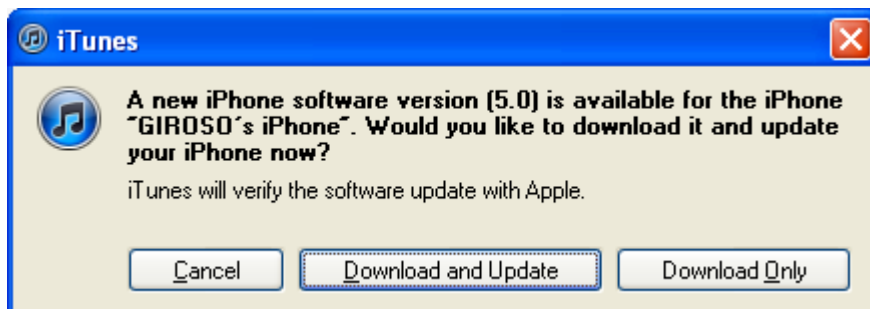 iTunes
A new iPhone software version (5.0) is available for the iPhone
"GIROSO´s iPhone". Would you like to download it and update
your iPhone now?
iTunes will verify the software update with Apple.
Cancel Download and Update Download Only